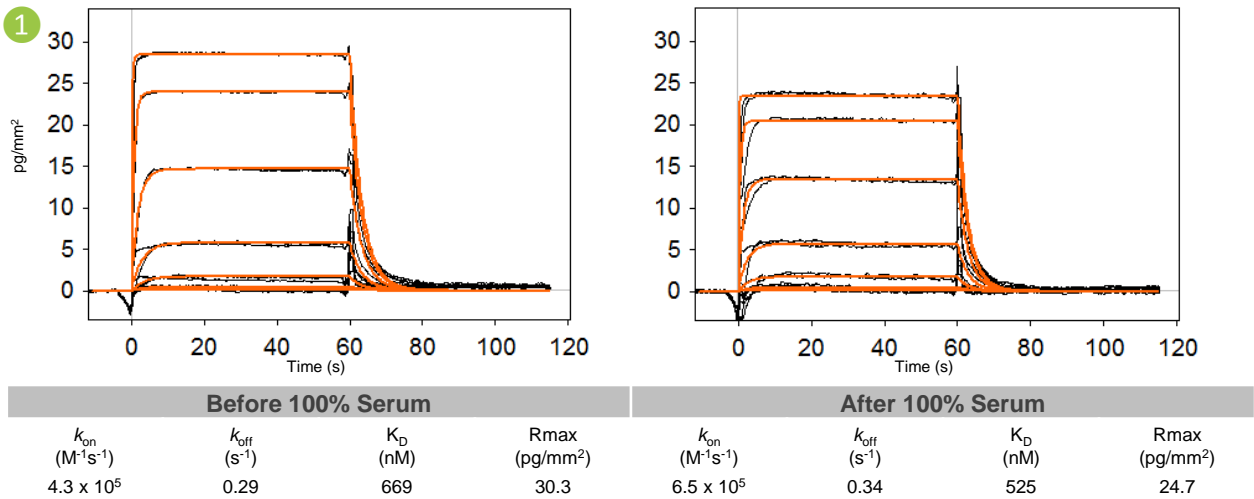 1
30
25
20
15
10
5
0
pg/mm²
0 20 40 60 80 100 120
Time (s)
30
25
20
15
10
5
0
0 20 40 60 80 100 120
Time (s)
Before 100% Serum After 100% Serum
kon koff KD Rmax kon koff KD Rmax
(M⁻¹s⁻¹) (s⁻¹) (nM) (pg/mm²) (M⁻¹s⁻¹) (s⁻¹) (nM) (pg/mm²)
4.3 x 10⁵ 0.29 669 30.3 6.5 x 10⁵ 0.34 525 24.7